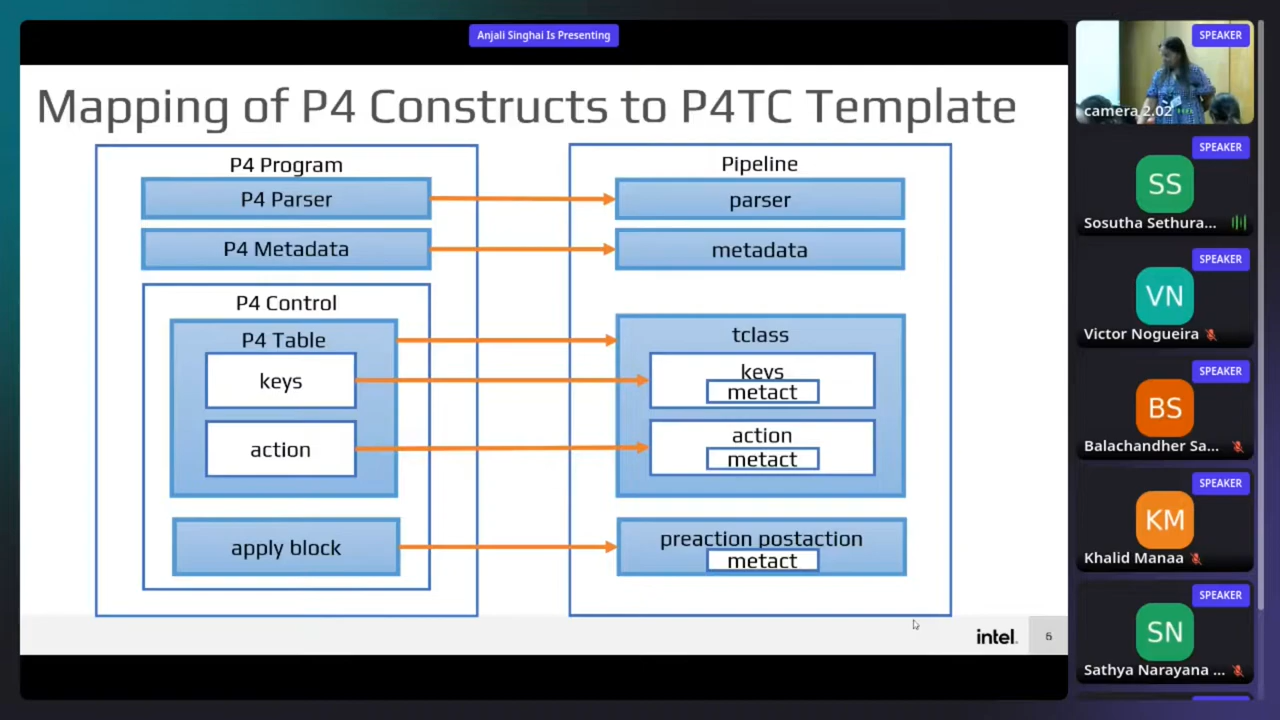 Anjali Singhai Is Presenting
Mapping of P4 Constructs to P4TC Template
P4 Program
P4 Parser
P4 Metadata
P4 Control
P4 Table
keys
action
apply block
Pipeline
parser
metadata
tclass
keys
metact
action
metact
preaction postaction
metact
intel.
6
SPEAKER
camera 2.02
SPEAKER
SS
Sosutha Sethura...
SPEAKER
VN
Victor Nogueira
SPEAKER
BS
Balachandher Sa...
SPEAKER
KM
Khalid Manaa
SPEAKER
SN
Sathya Narayana ...